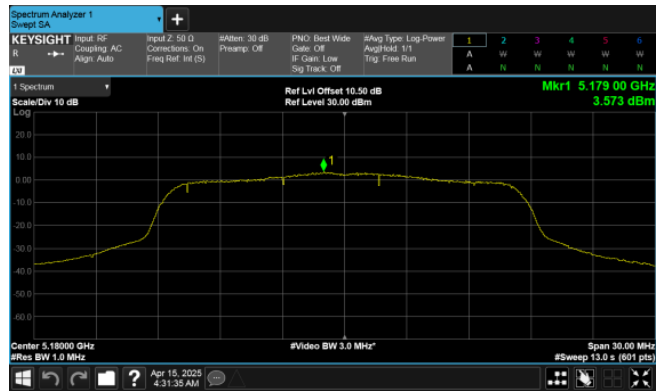 Spectrum Analyzer 1
Swept SA
+
KEYSIGHT
R
LXI
Input: RF
Coupling: AC
Align: Auto
Input Z: 50 Ω
Corrections: On
Freq Ref: Int (S)
#Atten: 30 dB
Preamp: Off
PNO: Best Wide
Gate: Off
IF Gain: Low
Sig Track: Off
#Avg Type: Log-Power
Avg|Hold: 1/1
Trig: Free Run
1 2 3 4 5 6
A W W W W W
A N N N N N
1 Spectrum
Scale/Div 10 dB
Log
Ref Lvl Offset 10.50 dB
Ref Level 30.00 dBm
Mkr1 5.179 00 GHz
3.573 dBm
20.0
10.0
1
0.00
-10.0
-20.0
-30.0
-40.0
-50.0
-60.0
Center 5.18000 GHz
#Res BW 1.0 MHz
#Video BW 3.0 MHz*
Span 30.00 MHz
#Sweep 13.0 s (601 pts)
?
Apr 15, 2025
4:31:35 AM